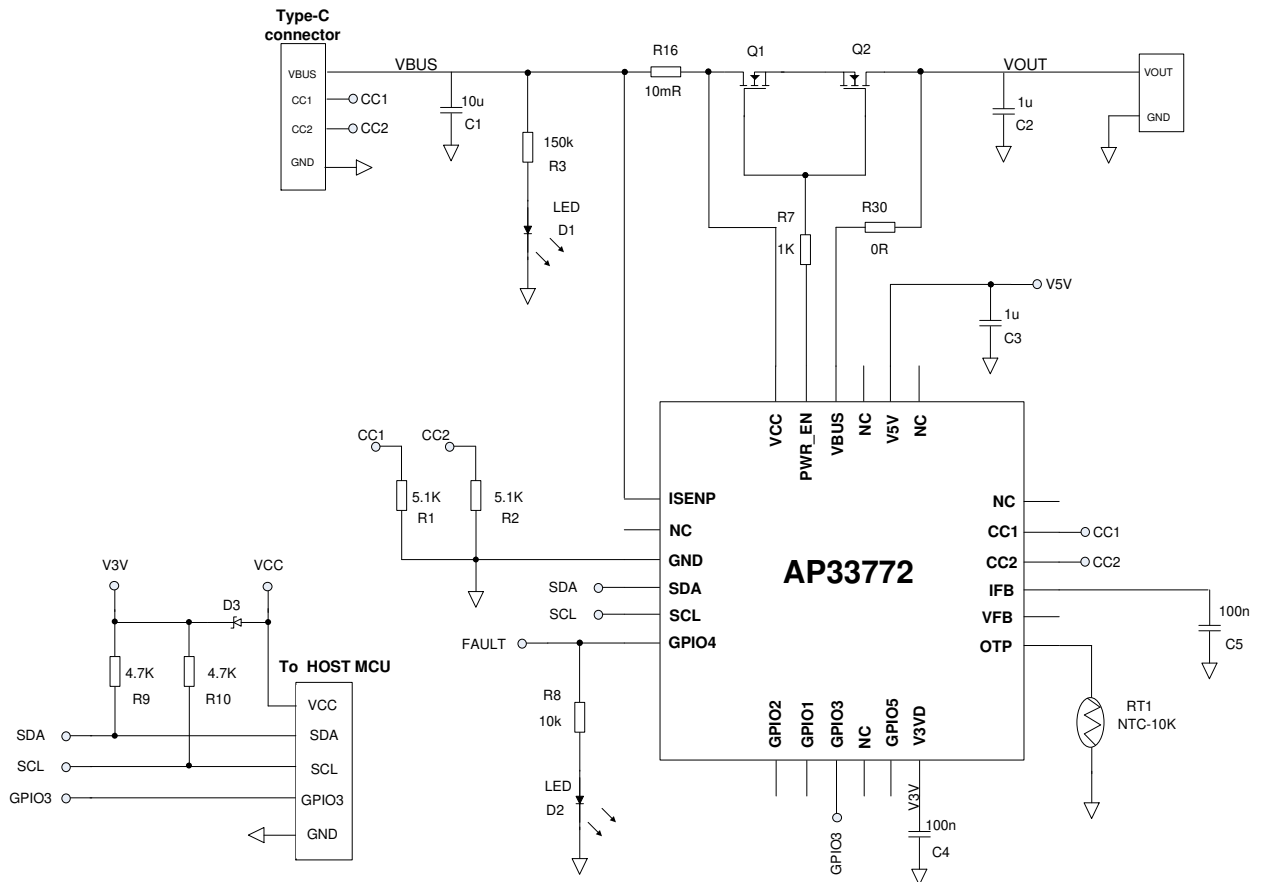 Type-C
connector
VBUS
CC1
CC2
GND
CC1
CC2
VBUS
10u
C1
150k
R3
LED
D1
R16
10mR
Q1
Q2
VOUT
1u
C2
VOUT
GND
R7
1K
R30
0R
V5V
1u
C3
VCC
PWR_EN
VBUS
NC
V5V
NC
CC1
CC2
5.1K
R1
5.1K
R2
ISENP
NC
GND
SDA
SCL
GPIO4
SDA
SCL
FAULT
AP33772
NC
CC1
CC2
IFB
VFB
OTP
CC1
CC2
100n
C5
RT1
NTC-10K
GPIO2
GPIO1
GPIO3
NC
GPIO5
V3VD
GPIO3
V3V
100n
C4
R8
10k
LED
D2
V3V
VCC
D3
4.7K
R9
4.7K
R10
To HOST MCU
VCC
SDA
SCL
GPIO3
GND
SDA
SCL
GPIO3